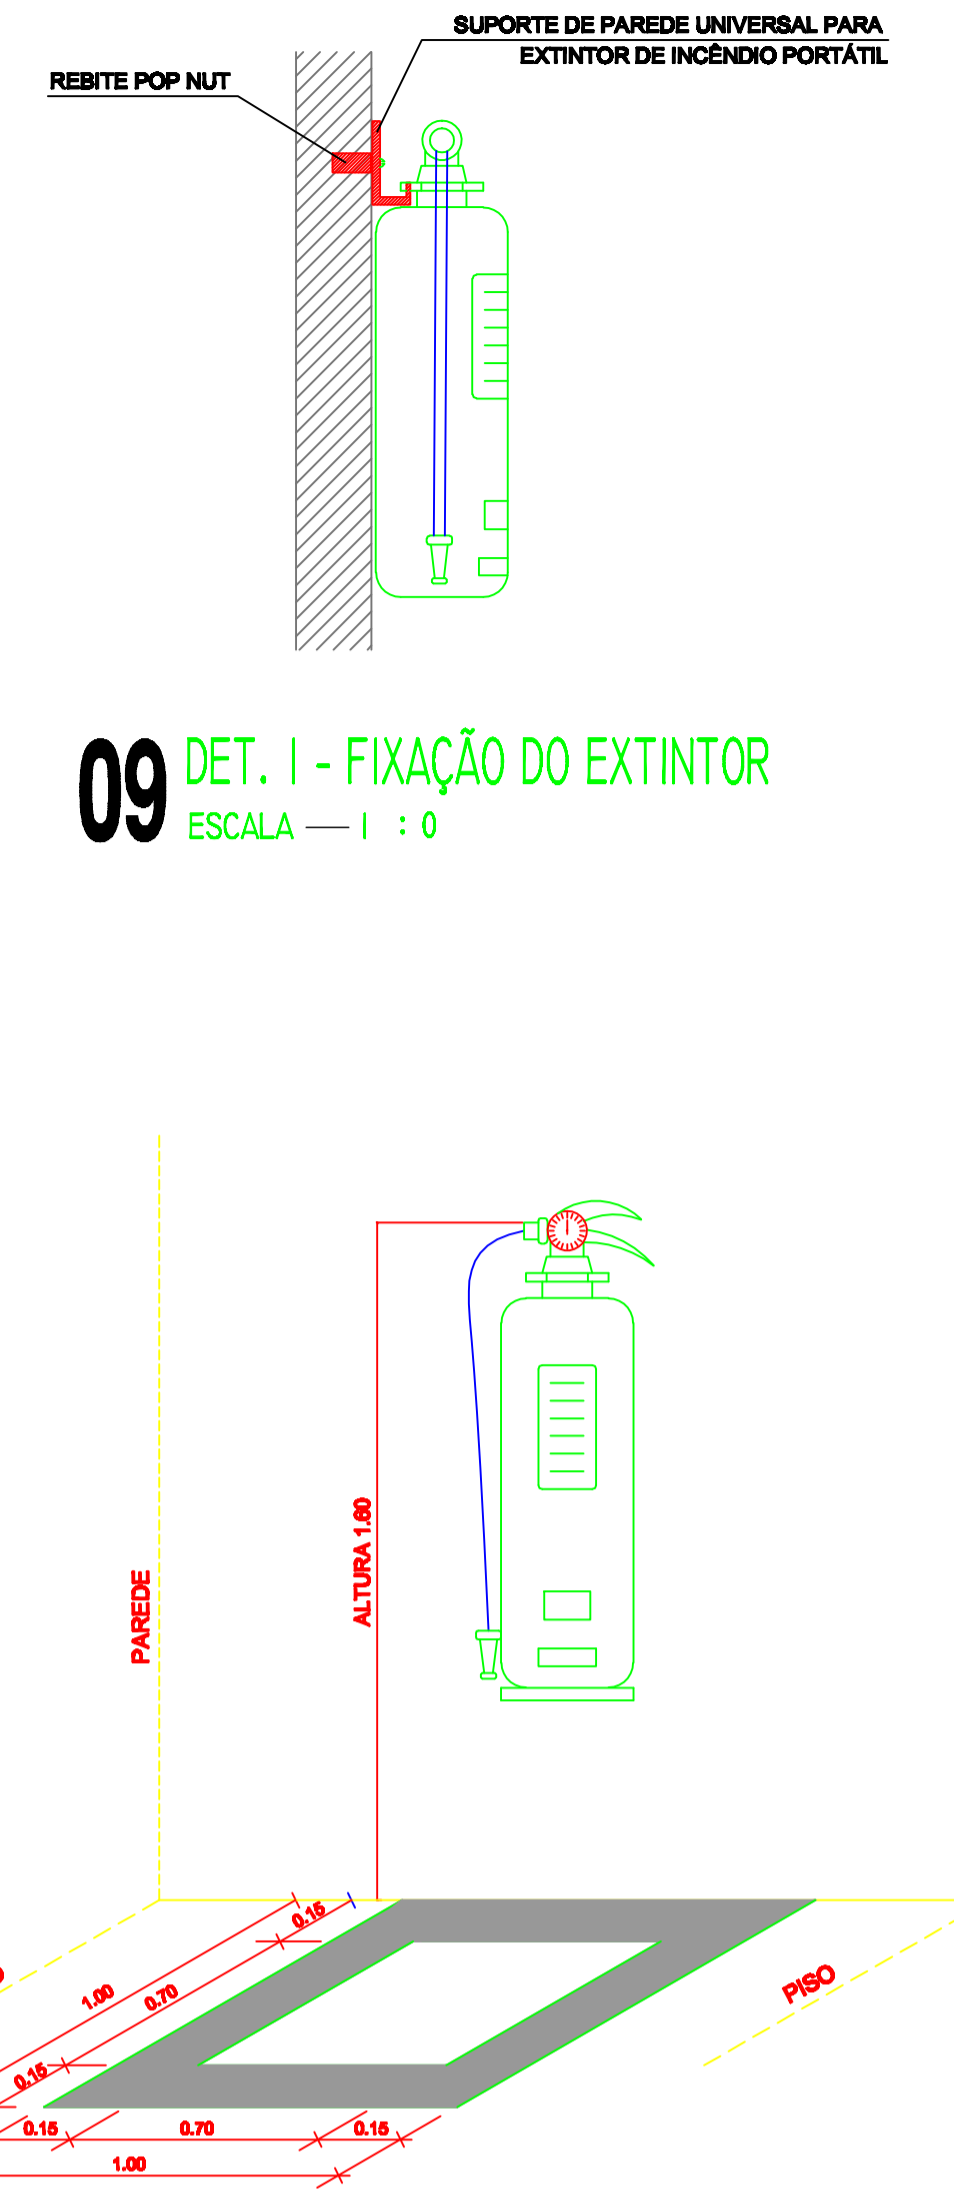 SUPORTE DE PAREDE UNIVERSAL PARA
EXTINTOR DE INCÊNDIO PORTÁTIL
REBITE POP NUT
09
DET. I - FIXAÇÃO DO EXTINTOR
ESCALA — I : 0
ALTURA 1.60
PAREDE
0.15
1.00
0.70
0.15
PISO
0.15
0.70
0.15
1.00